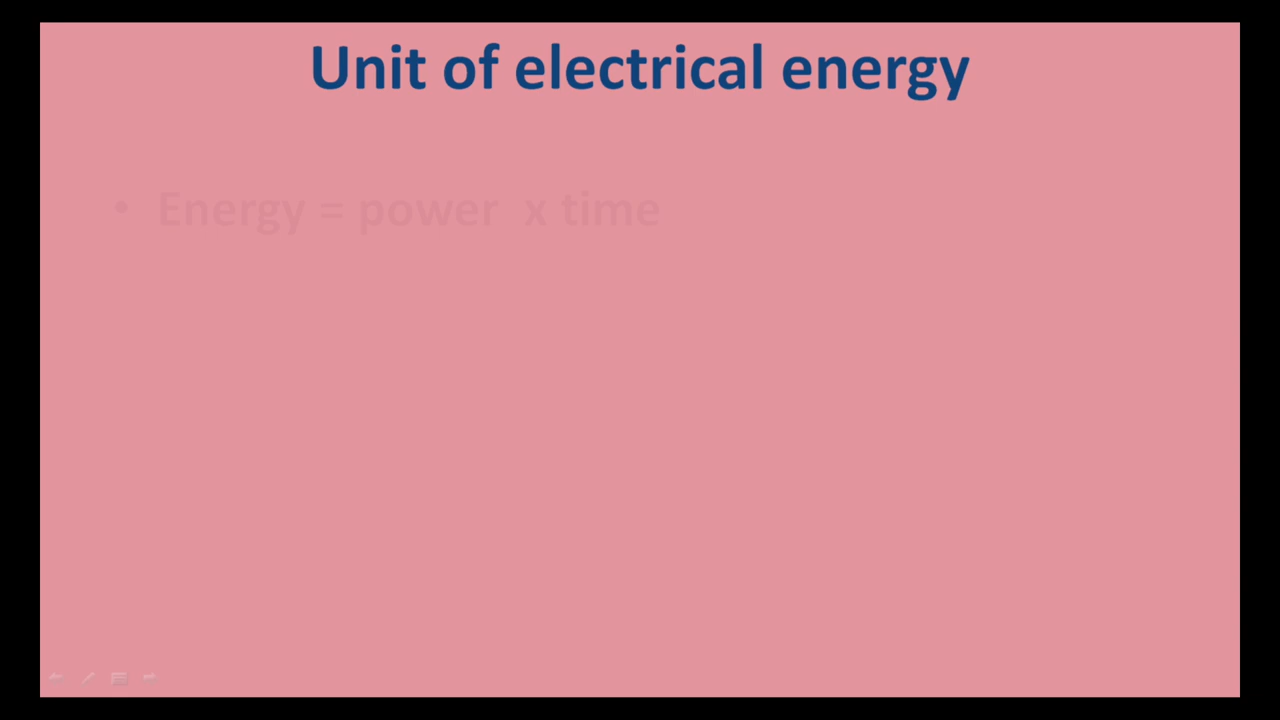 Unit of electrical energy
• Energy = power x time